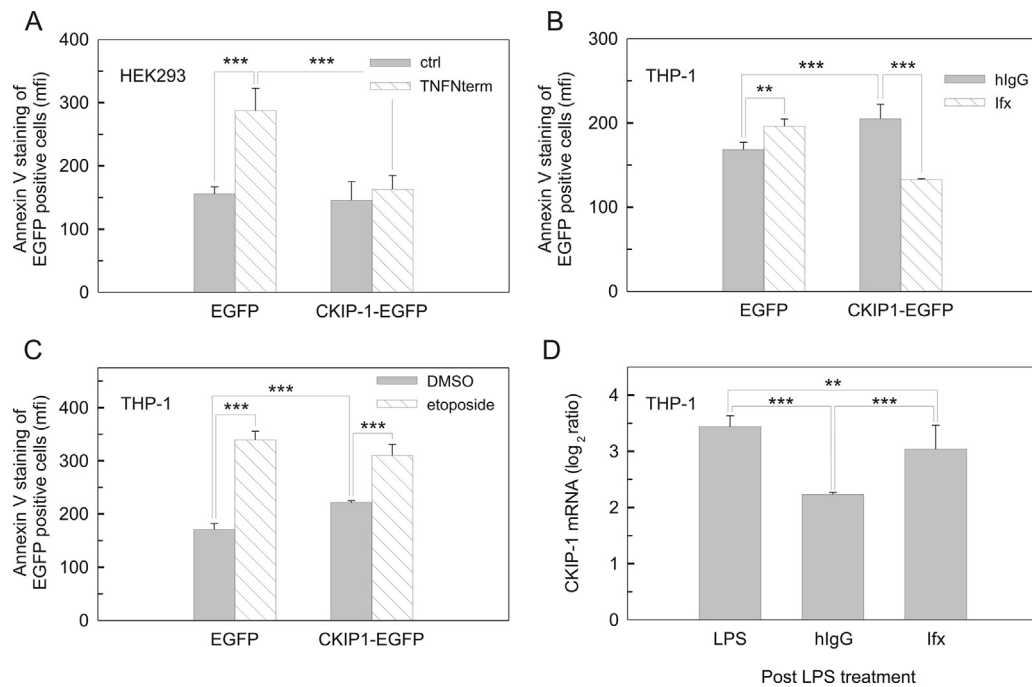 A
Annexin V staining of
EGFP positive cells (mfi)
400
300
200
100
0
HEK293
***
***
ctrl
TNFNterm
EGFP
CKIP-1-EGFP
B
Annexin V staining of
EGFP positive cells (mfi)
300
200
100
0
THP-1
***
***
**
hIgG
Ifx
EGFP
CKIP1-EGFP
C
Annexin V staining of
EGFP positive cells (mfi)
400
300
200
100
0
THP-1
***
***
***
DMSO
etoposide
EGFP
CKIP1-EGFP
D
CKIP-1 mRNA (log2 ratio)
4
3
2
1
0
THP-1
**
***
***
LPS
hIgG
Ifx
Post LPS treatment